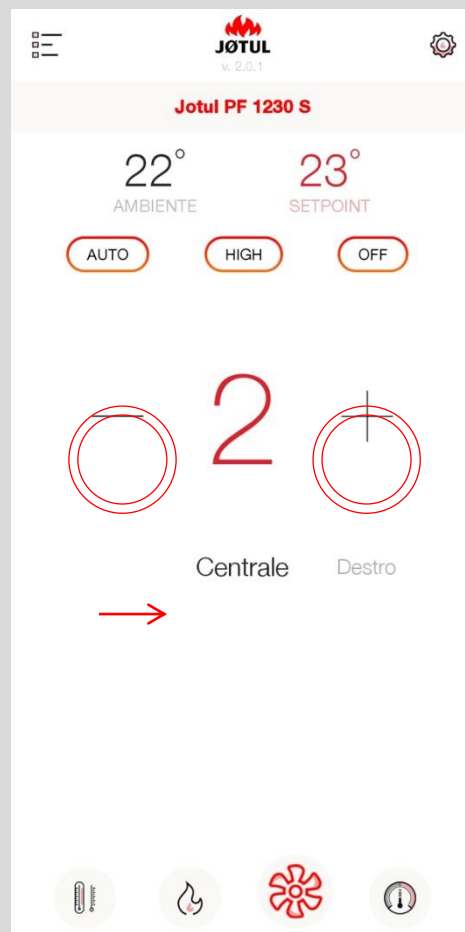 JØTUL
v. 2.0.1
Jotul PF 1230 S
22° 23°
AMBIENTE SETPOINT
AUTO HIGH OFF
2
Centrale Destro